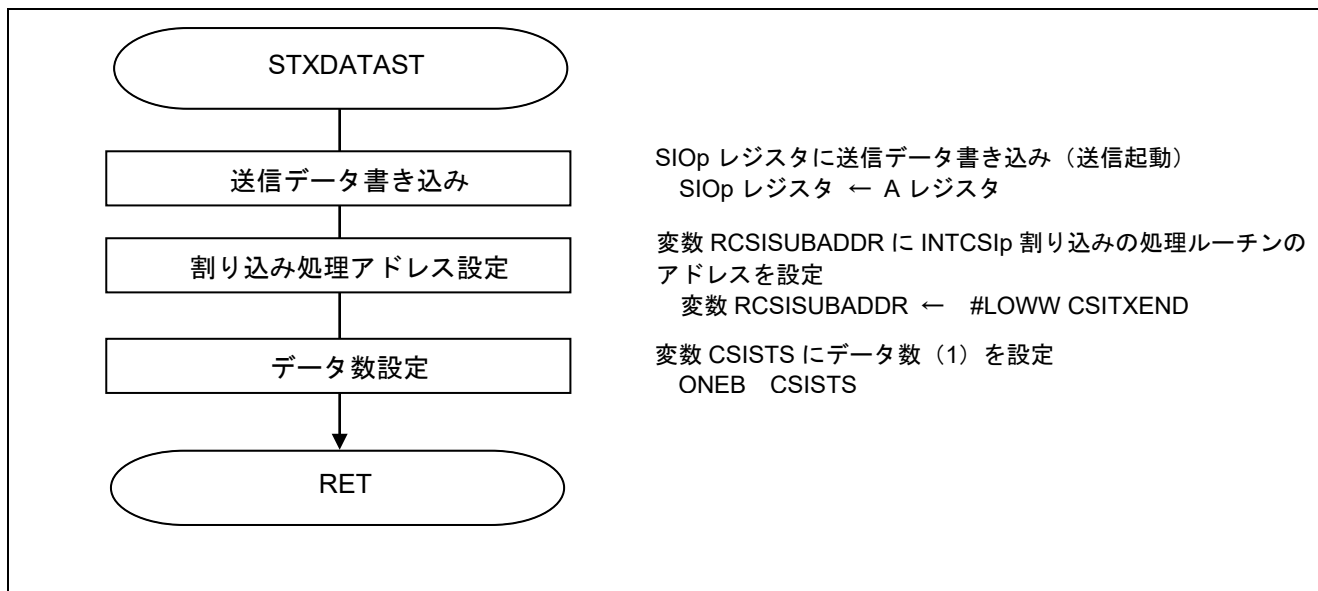 STXDATAST
送信データ書き込み
SIOp レジスタに送信データ書き込み（送信起動）
SIOp レジスタ ← A レジスタ
割り込み処理アドレス設定
変数 RCSISUBADDR に INTCSIp 割り込みの処理ルーチンの
アドレスを設定
変数 RCSISUBADDR ← #LOWW CSITXEND
データ数設定
変数 CSISTS にデータ数（1）を設定
ONEB CSISTS
RET